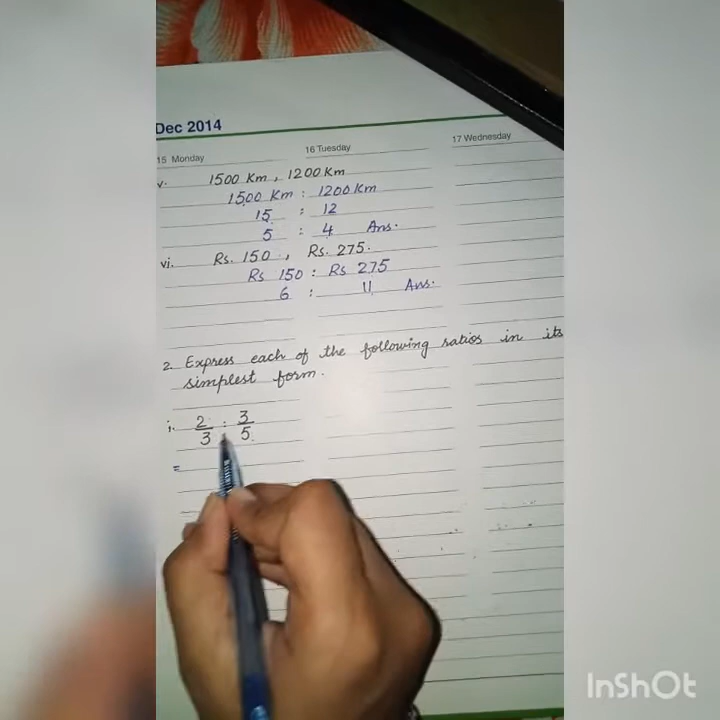 Dec 2014
15 Monday
16 Tuesday
17 Wednesday
v. 1500 Km, 1200 Km
1500 Km : 1200 Km
15 : 12
5 : 4 Ans.
vi. Rs. 150, Rs. 275.
Rs 150 : Rs 275
6 : 11 Ans.
2. Express each of the following ratios in its
simplest form.
i. 2/3 : 3/5
=
InShOt